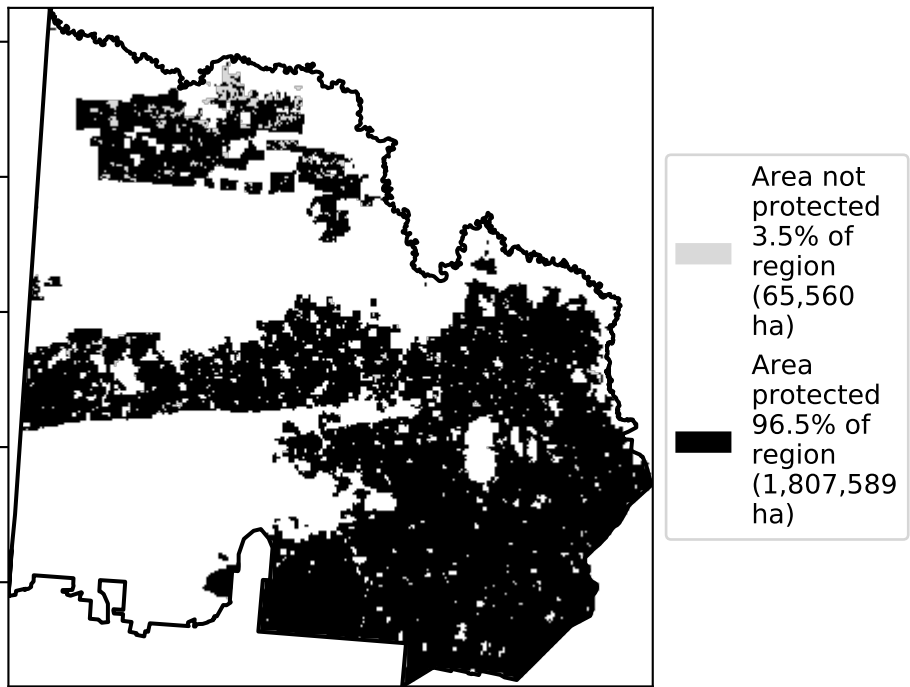 Area not
protected
3.5% of
region
(65,560
ha)
Area
protected
96.5% of
region
(1,807,589
ha)